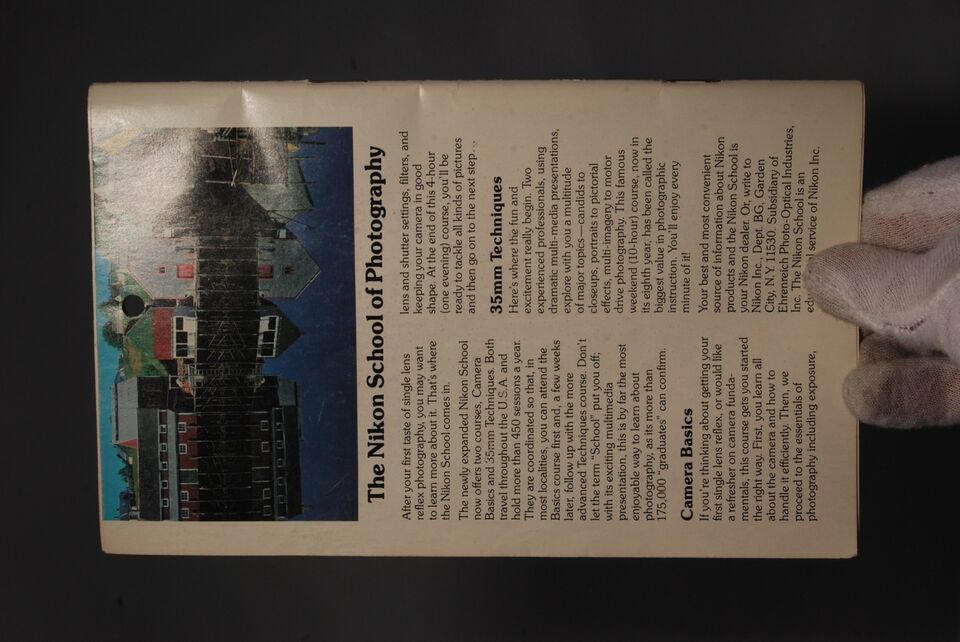 The Nikon School of Photography
After your first taste of single lens
reflex photography, you may want
to learn more about it. That's where
the Nikon School comes in.
The newly expanded Nikon School
now offers two courses, Camera
Basics and 35mm Techniques. Both
travel throughout the U.S.A. and
hold more than 450 sessions a year.
They are coordinated so that, in
most localities, you can attend the
Basics course first and, a few weeks
later, follow up with the more
advanced Techniques course. Don't
let the term "School" put you off;
with its exciting multimedia
presentation, this is by far the most
enjoyable way to learn about
photography, as its more than
175,000 "graduates" can confirm.
Camera Basics
If you're thinking about getting your
first single lens reflex, or would like
a refresher on camera funda-
mentals, this course gets you started
the right way. First, you learn all
about the camera and how to
handle it efficiently. Then, we
proceed to the essentials of
photography including exposure,
lens and shutter settings, filters, and
keeping your camera in good
shape. At the end of this 4-hour
(one evening) course, you'll be
ready to tackle all kinds of pictures
and then go on to the next step...
35mm Techniques
Here's where the fun and
excitement really begin. Two
experienced professionals, using
dramatic multi-media presentations,
explore with you a multitude
of major topics—candids to
closeups, portraits to pictorial
effects, multi-imagery to motor
drive photography. This famous
weekend (10-hour) course, now in
its eighth year, has been called the
biggest value in photographic
instruction. You'll enjoy every
minute of it!
Your best and most convenient
source of information about Nikon
products and the Nikon School is
your Nikon dealer. Or, write to
Nikon Inc., Dept. BG, Garden
City, N.Y. 11530. Subsidiary of
Ehrenreich Photo-Optical Industries,
Inc. The Nikon School is an
service of Nikon Inc.